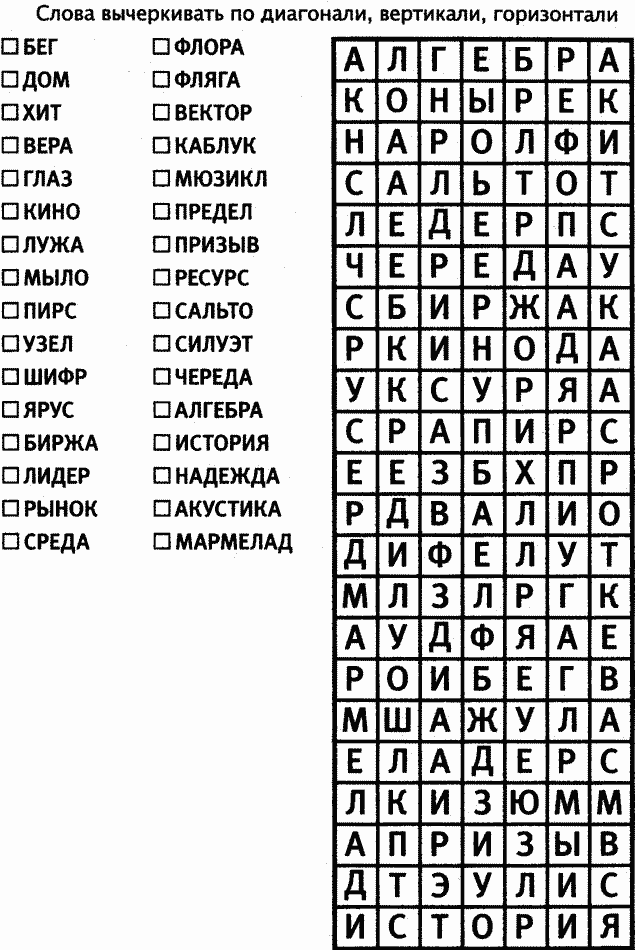 Слова вычеркивать по диагонали, вертикали, горизонтали
БЕГ
ДОМ
ХИТ
ВЕРА
ГЛАЗ
КИНО
ЛУЖА
МЫЛО
ПИРС
УЗЕЛ
ШИФР
ЯРУС
БИРЖА
ЛИДЕР
РЫНОК
СРЕДА
ФЛОРА
ФЛЯГА
ВЕКТОР
КАБЛУК
МЮЗИКЛ
ПРЕДЕЛ
ПРИЗЫВ
РЕСУРС
САЛЬТО
СИЛУЭТ
ЧЕРЕДА
АЛГЕБРА
ИСТОРИЯ
НАДЕЖДА
АКУСТИКА
МАРМЕЛАД
А Л Г Е Б Р А
К О Н Ы Р Е К
Н А Р О Л Ф И
С А Л Ь Т О Т
Л Е Д Е Р П С
Ч Е Р Е Д А У
С Б И Р Ж А К
Р К И Н О Д А
У К С У Р Я А
С Р А П И Р С
Е Е З Б Х П Р
Р Д В А Л И О
Д И Ф Е Л У Т
М Л З Л Р Г К
А У Д Ф Я А Е
Р О И Б Е Г В
М Ш А Ж У Л А
Е Л А Д Е Р С
Л К И З Ю М М
А П Р И З Ы В
Д Т Э У Л И С
И С Т О Р И Я